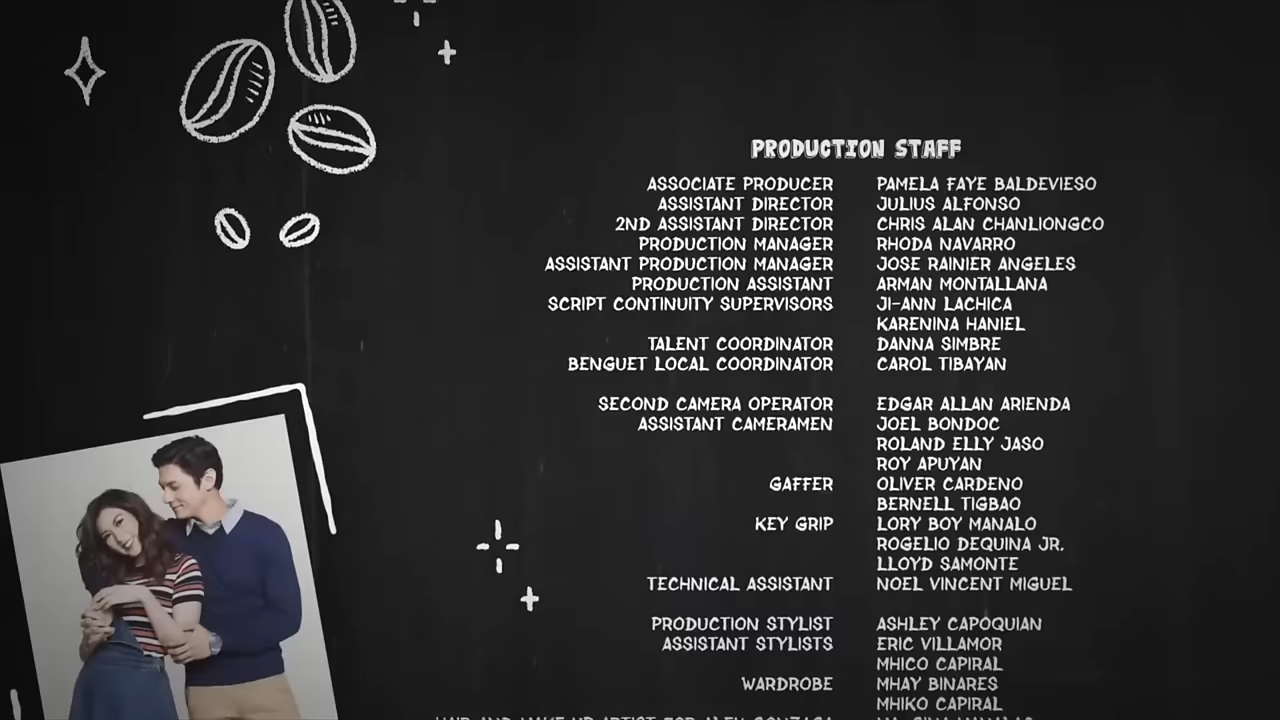 PRODUCTION STAFF
ASSOCIATE PRODUCER PAMELA FAYE BALDEVIESO
ASSISTANT DIRECTOR JULIUS ALFONSO
2ND ASSISTANT DIRECTOR CHRIS ALAN CHANLIONGCO
PRODUCTION MANAGER RHODA NAVARRO
ASSISTANT PRODUCTION MANAGER JOSE RAINIER ANGELES
PRODUCTION ASSISTANT ARMAN MONTALLANA
SCRIPT CONTINUITY SUPERVISORS JI-ANN LACHICA
KARENINA HANIEL
TALENT COORDINATOR DANNA SIMBRE
BENGUET LOCAL COORDINATOR CAROL TIBAYAN
SECOND CAMERA OPERATOR EDGAR ALLAN ARIENDA
ASSISTANT CAMERAMEN JOEL BONDOC
ROLAND ELLY JASO
ROY APUYAN
GAFFER OLIVER CARDENO
BERNELL TIGBAO
KEY GRIP LORY BOY MANALO
ROGELIO DEQUINA JR.
LLOYD SAMONTE
TECHNICAL ASSISTANT NOEL VINCENT MIGUEL
PRODUCTION STYLIST ASHLEY CAPOQUIAN
ASSISTANT STYLISTS ERIC VILLAMOR
MHICO CAPIRAL
WARDROBE MHAY BINARES
MHIKO CAPIRAL